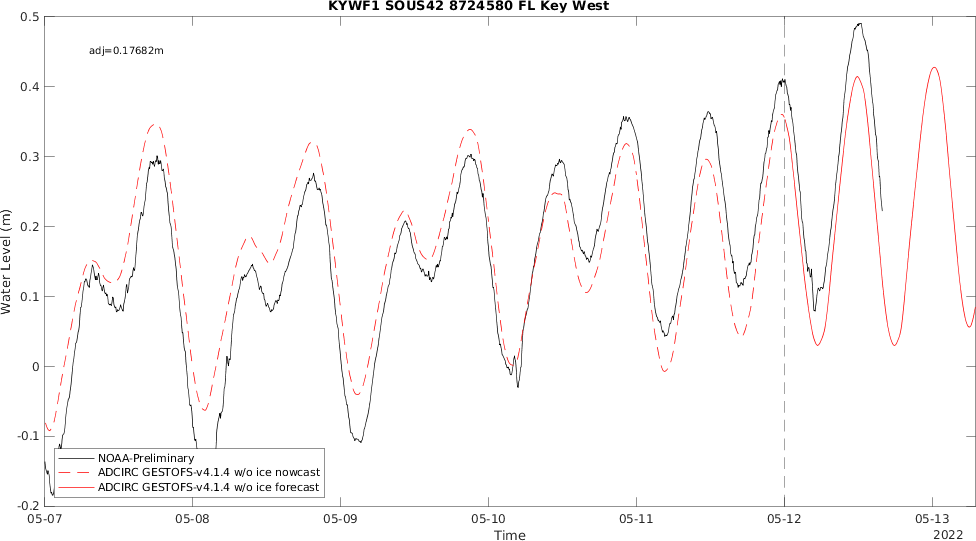 KYWF1 SOUS42 8724580 FL Key West
adj=0.17682m
0.5
0.4
0.3
0.2
0.1
0
-0.1
-0.2
Water Level (m)
NOAA-Preliminary
ADCIRC GESTOFS-v4.1.4 w/o ice nowcast
ADCIRC GESTOFS-v4.1.4 w/o ice forecast
05-07 05-08 05-09 05-10 05-11 05-12 05-13
Time
2022